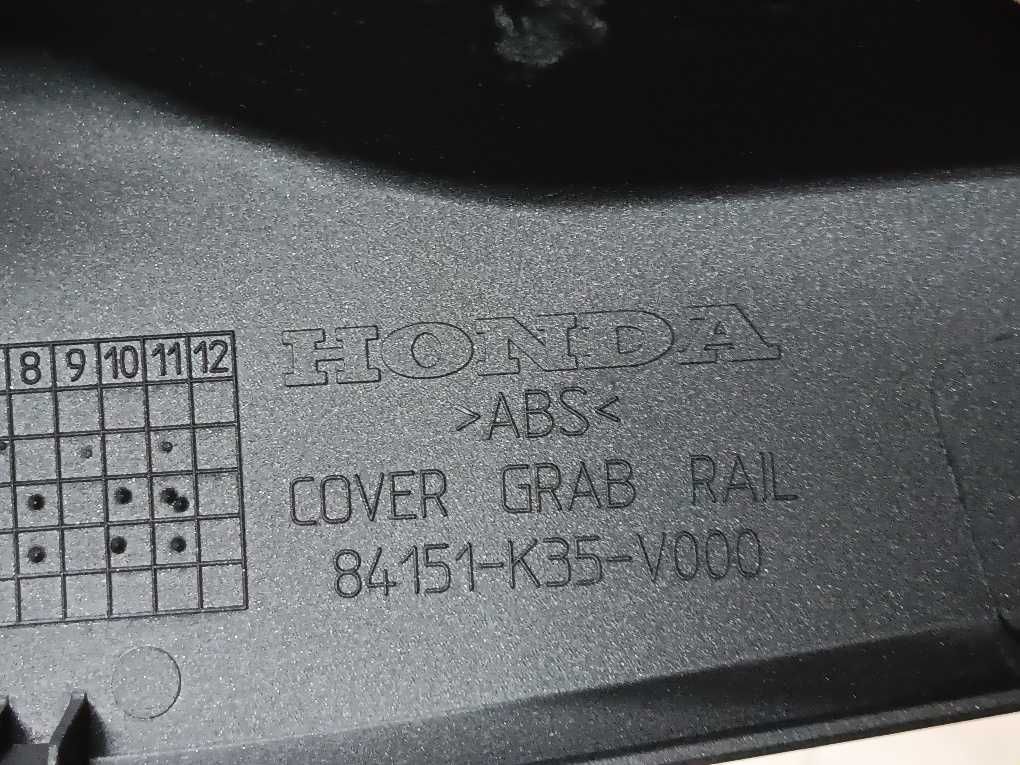 8 9 10 11 12
HONDA
>ABS<
COVER GRAB RAIL
84151-K35-V000